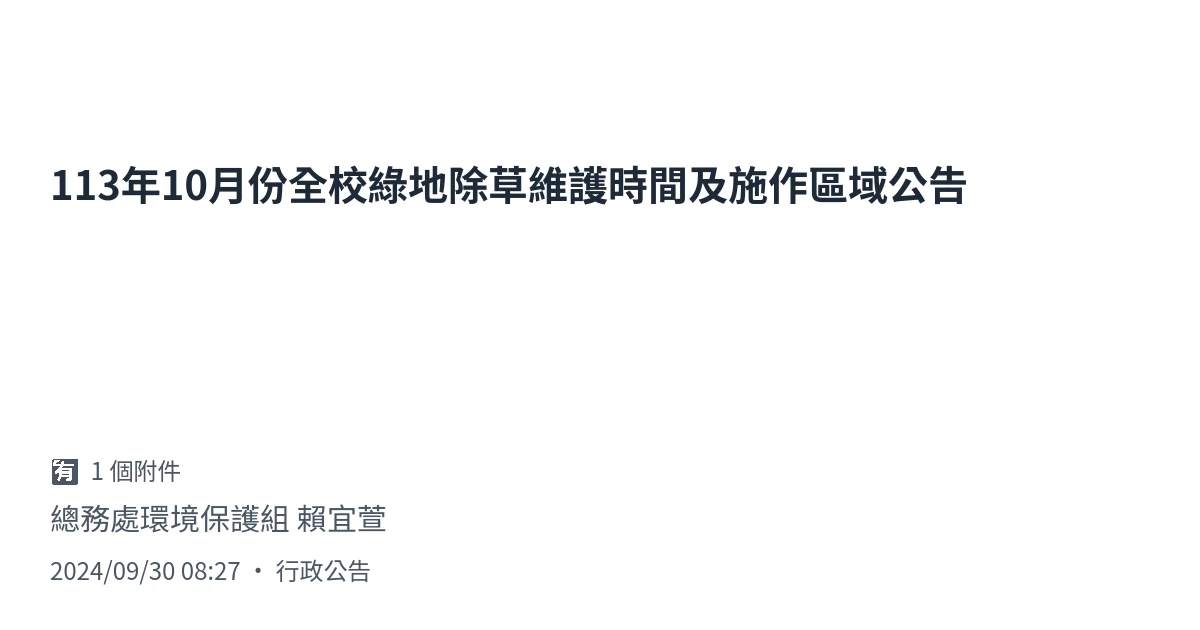 113年10月份全校綠地除草維護時間及施作區域公告
🈶 1 個附件
總務處環境保護組 賴宜萱
2024/09/30 08:27 • 行政公告